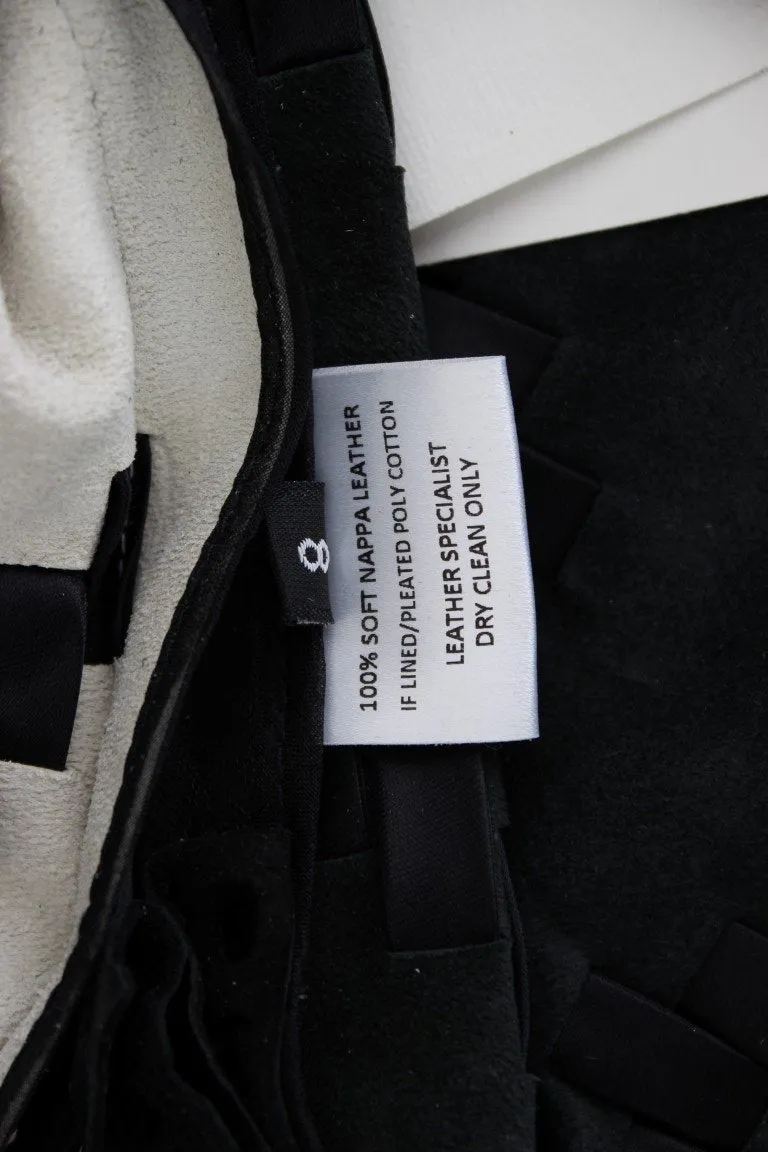 8
100% SOFT NAPPA LEATHER
IF LINED/PLEATED POLY COTTON
LEATHER SPECIALIST
DRY CLEAN ONLY